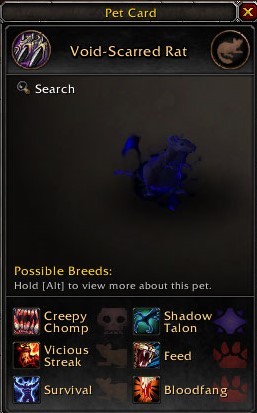 Pet Card
Void-Scarred Rat
Search
Possible Breeds:
Hold [Alt] to view more about this pet.
Creepy
Chomp
Shadow
Talon
Vicious
Streak
Feed
Survival
Bloodfang